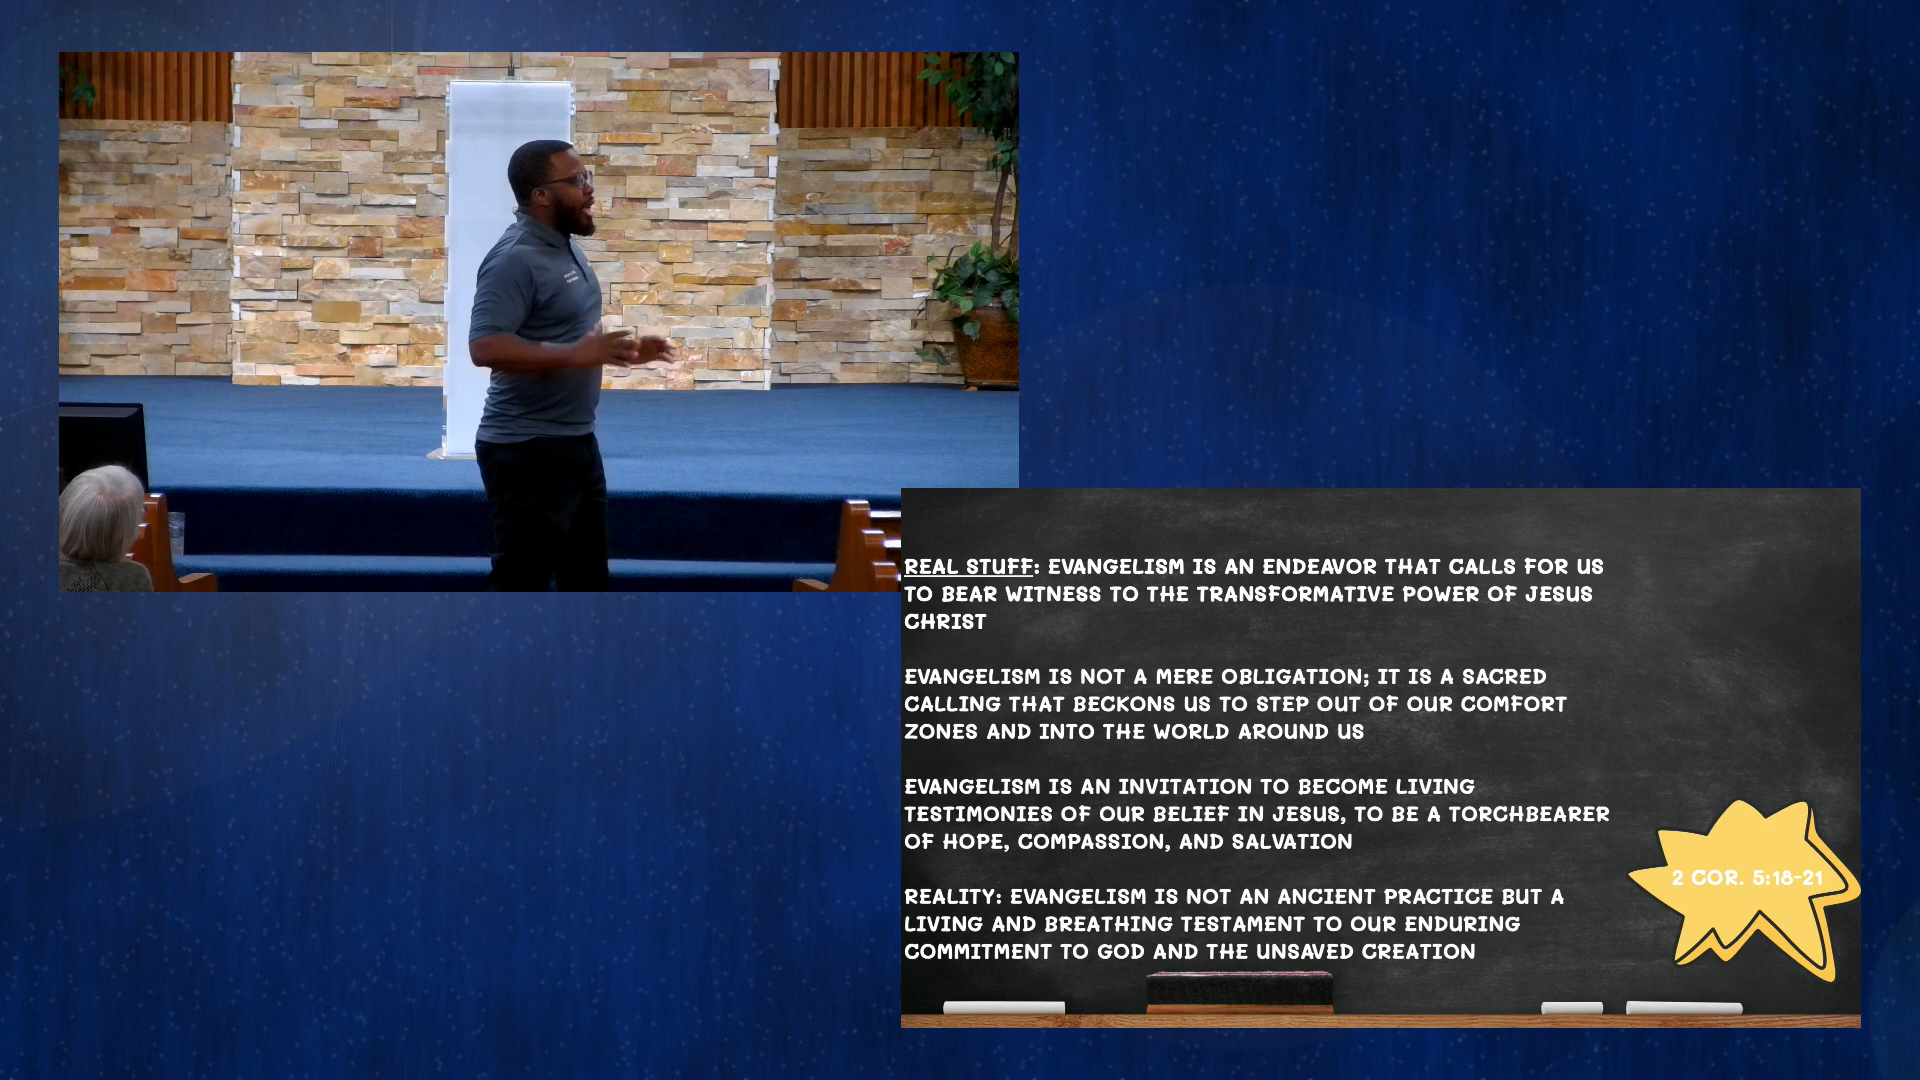 REAL STUFF: EVANGELISM IS AN ENDEAVOR THAT CALLS FOR US
TO BEAR WITNESS TO THE TRANSFORMATIVE POWER OF JESUS
CHRIST
EVANGELISM IS NOT A MERE OBLIGATION; IT IS A SACRED
CALLING THAT BECKONS US TO STEP OUT OF OUR COMFORT
ZONES AND INTO THE WORLD AROUND US
EVANGELISM IS AN INVITATION TO BECOME LIVING
TESTIMONIES OF OUR BELIEF IN JESUS, TO BE A TORCHBEARER
OF HOPE, COMPASSION, AND SALVATION
REALITY: EVANGELISM IS NOT AN ANCIENT PRACTICE BUT A
LIVING AND BREATHING TESTAMENT TO OUR ENDURING
COMMITMENT TO GOD AND THE UNSAVED CREATION
2 COR. 5:18-21